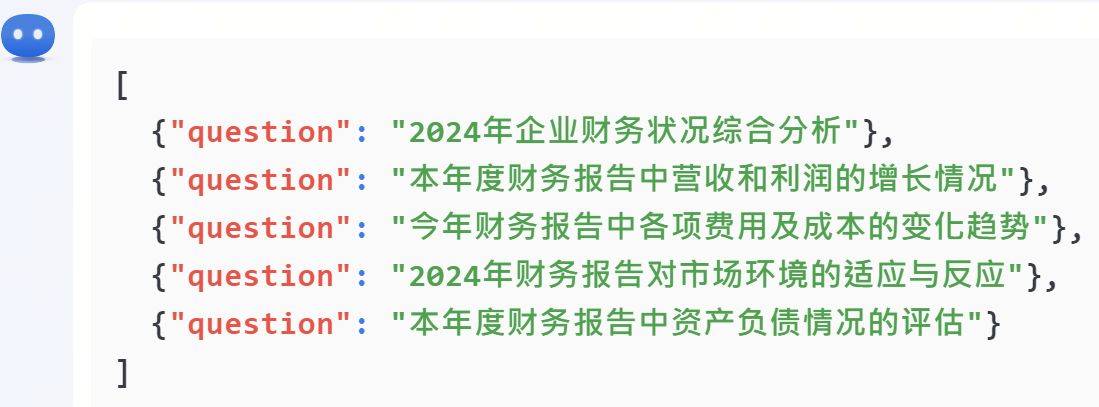 [
{"question": "2024年企业财务状况综合分析"},
{"question": "本年度财务报告中营收和利润的增长情况"},
{"question": "今年财务报告中各项费用及成本的变化趋势"},
{"question": "2024年财务报告对市场环境的适应与反应"},
{"question": "本年度财务报告中资产负债情况的评估"}
]